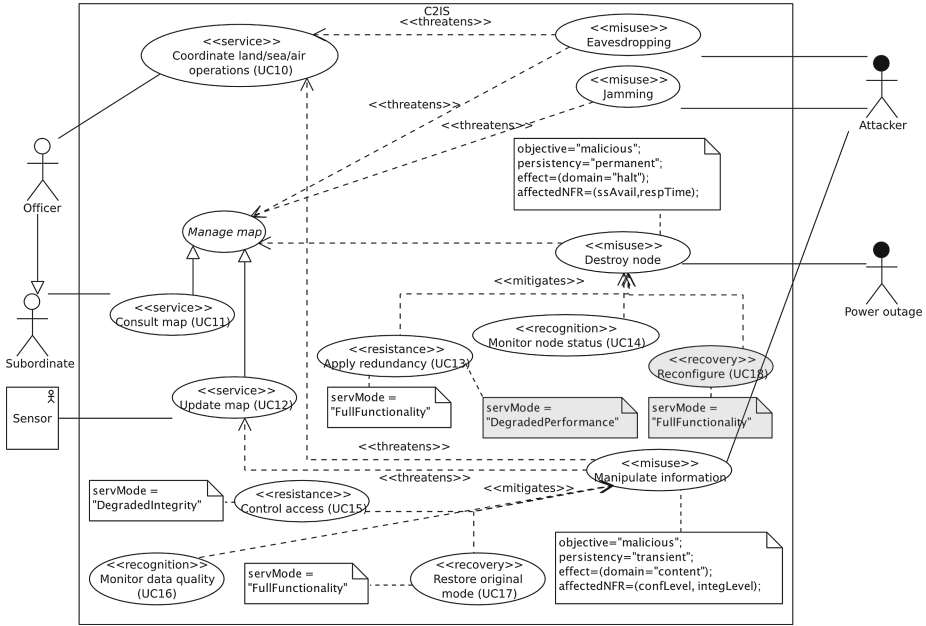 C2IS
<<threatens>>
<<service>>
Coordinate land/sea/air
operations (UC10)
<<misuse>>
Eavesdropping
<<misuse>>
Jamming
<<threatens>>
<<threatens>>
Attacker
objective="malicious";
persistency="permanent";
effect=(domain="halt");
affectedNFR=(ssAvail,respTime);
Officer
Manage map
<<misuse>>
Destroy node
<<mitigates>>
Power outage
<<service>>
Consult map (UC11)
<<recognition>>
Monitor node status (UC14)
Subordinate
<<resistance>>
Apply redundancy (UC13)
<<recovery>>
Reconfigure (UC18)
Sensor
<<service>>
Update map (UC12)
servMode =
"FullFunctionality"
servMode =
"DegradedPerformance"
servMode =
"FullFunctionality"
<<threatens>>
<<misuse>>
Manipulate information
<<threatens>>
<<mitigates>>
servMode =
"DegradedIntegrity"
<<resistance>>
Control access (UC15)
<<recognition>>
Monitor data quality
(UC16)
servMode =
"FullFunctionality"
<<recovery>>
Restore original
mode (UC17)
objective="malicious";
persistency="transient";
effect=(domain="content");
affectedNFR=(confLevel, integLevel);